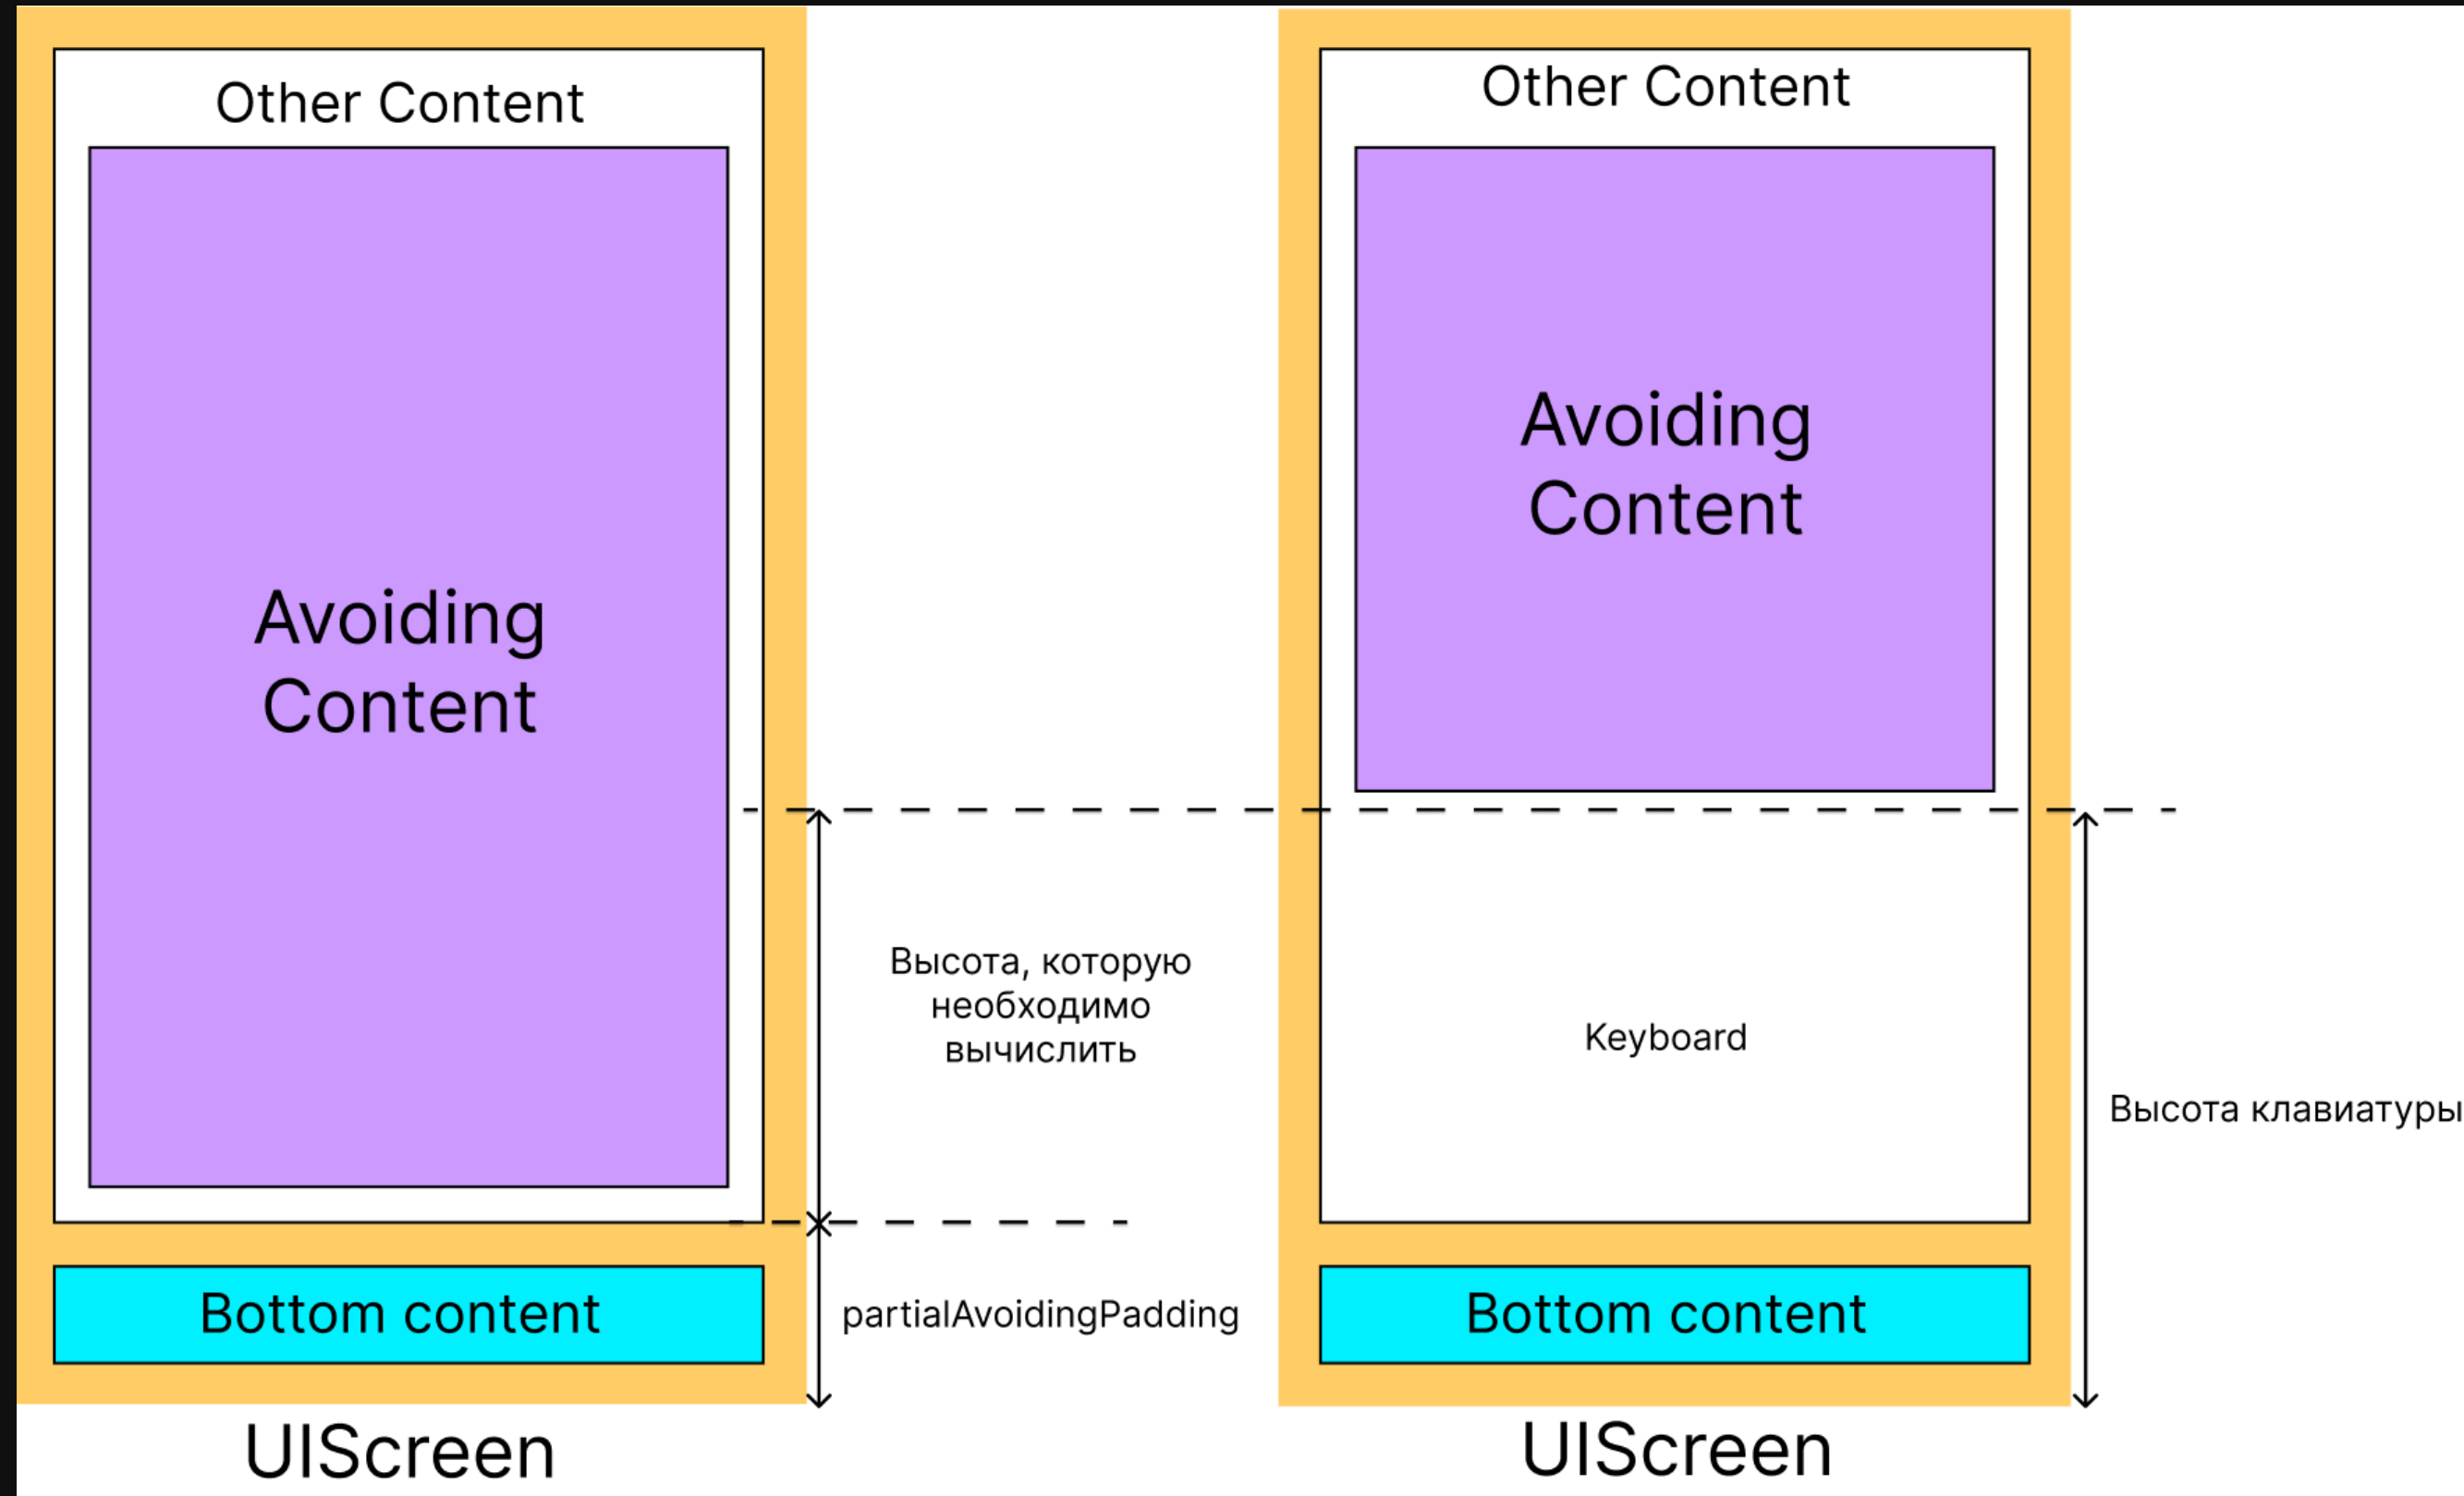 Other Content
Avoiding
Content
Высота, которую
необходимо
вычислить
partialAvoidingPadding
Bottom content
UIScreen
Other Content
Avoiding
Content
Keyboard
Высота клавиатуры
Bottom content
UIScreen